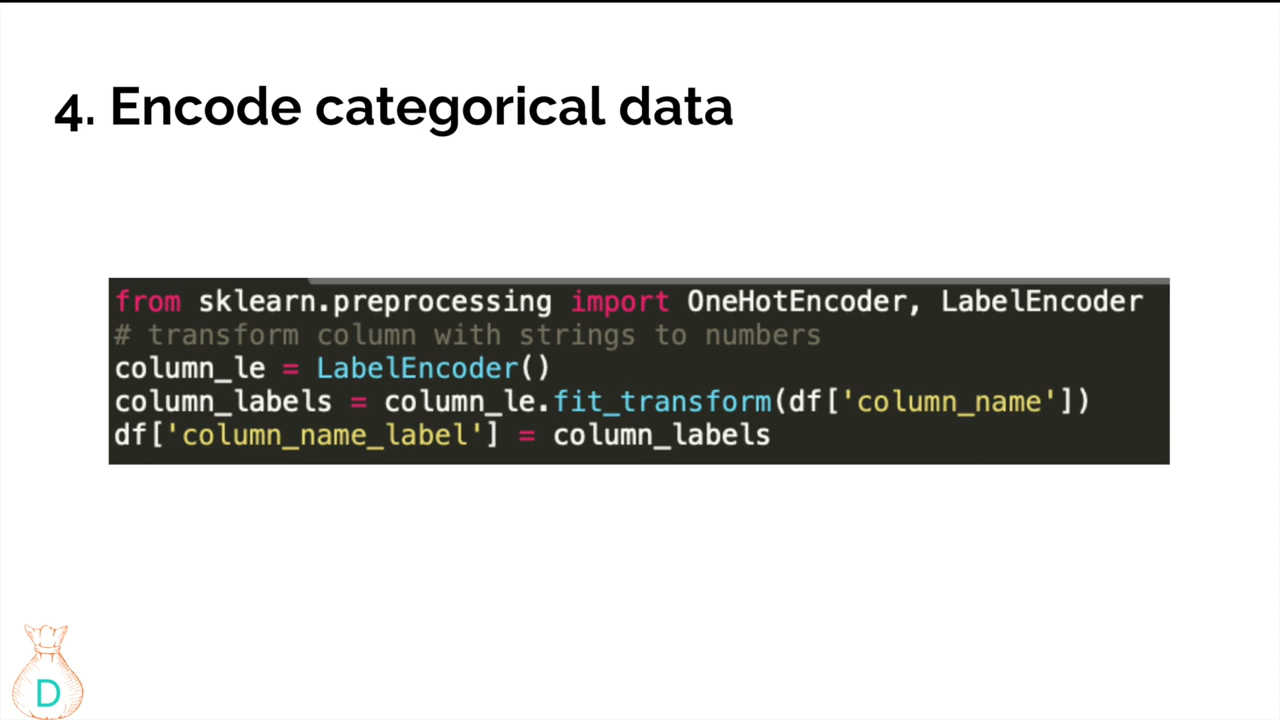 4. Encode categorical data
from sklearn.preprocessing import OneHotEncoder, LabelEncoder
# transform column with strings to numbers
column_le = LabelEncoder()
column_labels = column_le.fit_transform(df['column_name'])
df['column_name_label'] = column_labels
D